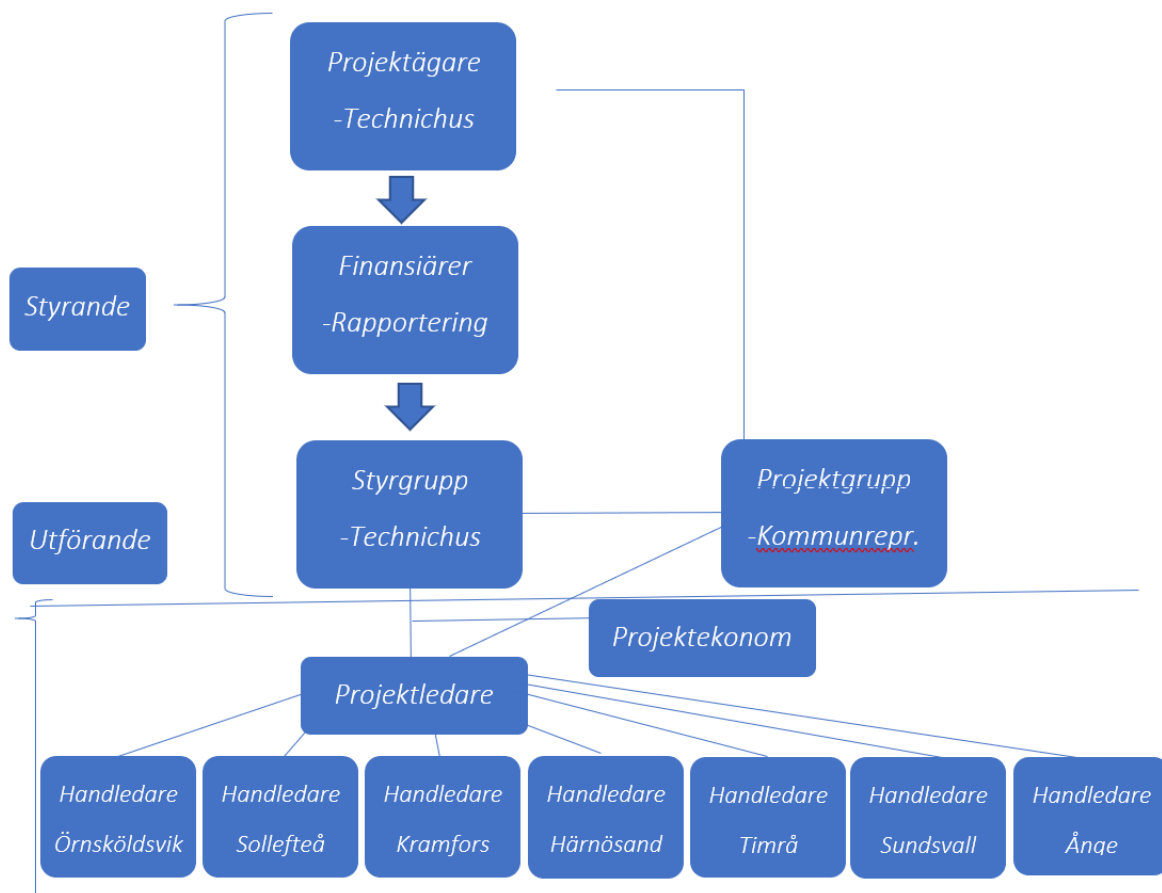 Projektägare
-Technichus
Finansiärer
-Rapportering
Styrande
Styrgrupp
-Technichus
Projektgrupp
-Kommunrepr.
Utförande
Projektekonom
Projektledare
Handledare
Örnsköldsvik
Handledare
Sollefteå
Handledare
Kramfors
Handledare
Härnösand
Handledare
Timrå
Handledare
Sundsvall
Handledare
Ånge